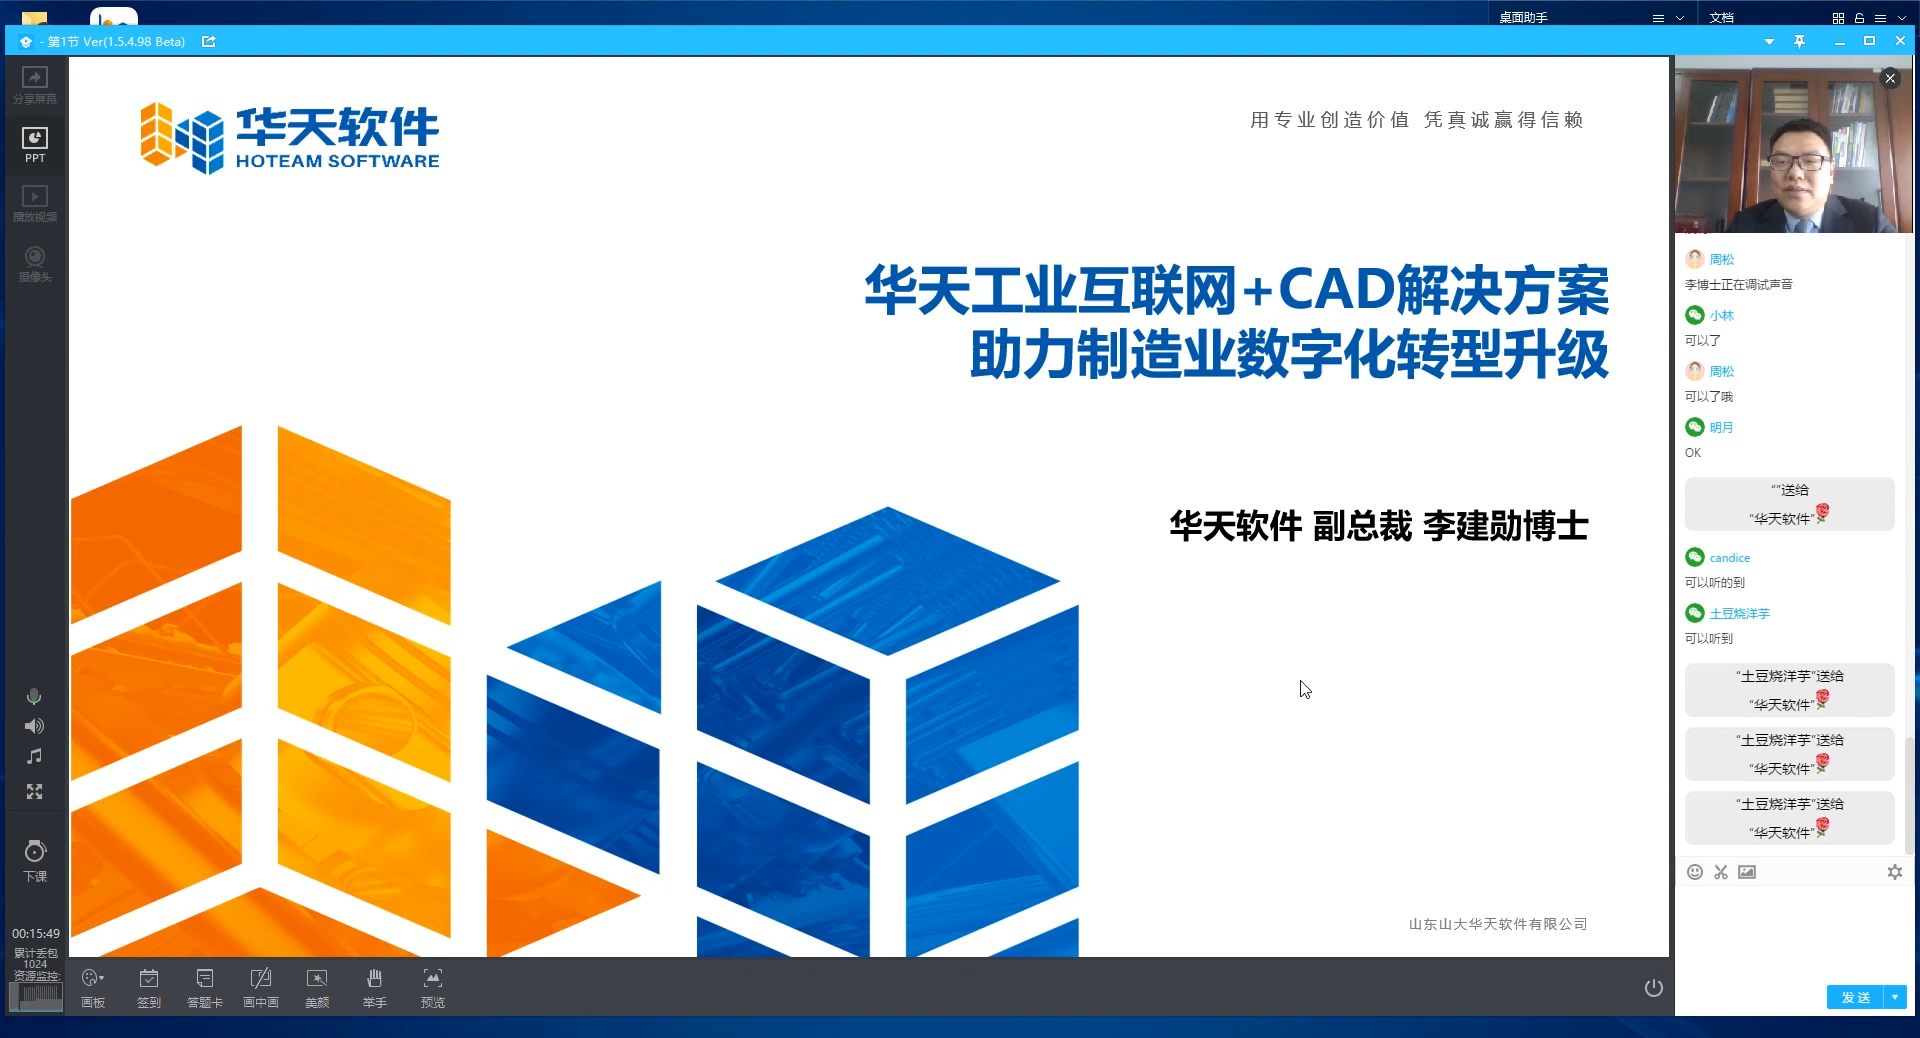 桌面助手
文档
- 第1节 Ver(1.5.4.98 Beta)
分享屏幕
PPT
播放视频
摄像头
下课
00:15:49
累计丢包
1024
资源监控:
华天软件
HOTEAM SOFTWARE
用专业创造价值 凭真诚赢得信赖
华天工业互联网+CAD解决方案
助力制造业数字化转型升级
华天软件 副总裁 李建勋博士
山东山大华天软件有限公司
画板
签到
答题卡
画中画
美颜
举手
预览
周松
李博士正在调试声音
小林
可以了
周松
可以了哦
明月
OK
“”送给
“华天软件”
candice
可以听的到
土豆烧洋芋
可以听到
“土豆烧洋芋”送给
“华天软件”
“土豆烧洋芋”送给
“华天软件”
“土豆烧洋芋”送给
“华天软件”
发送